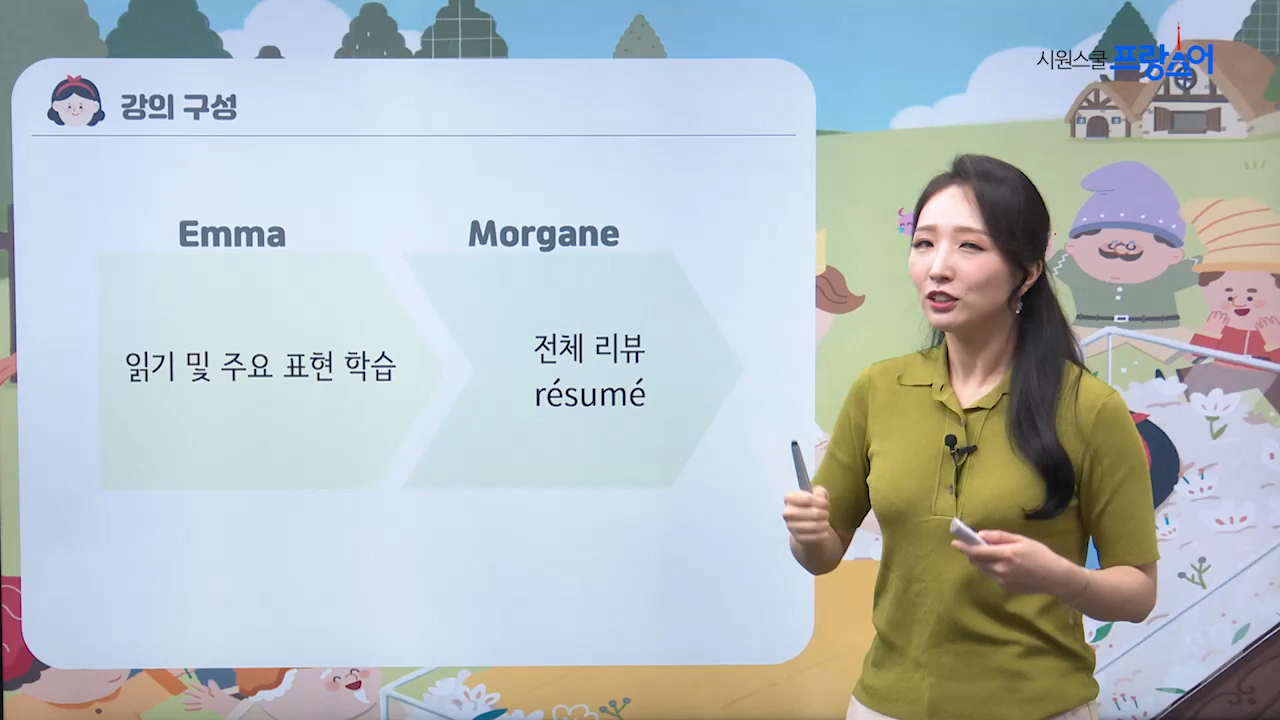 시원스쿨 프랑스어
강의 구성
Emma
Morgane
읽기 및 주요 표현 학습
전체 리뷰
résumé